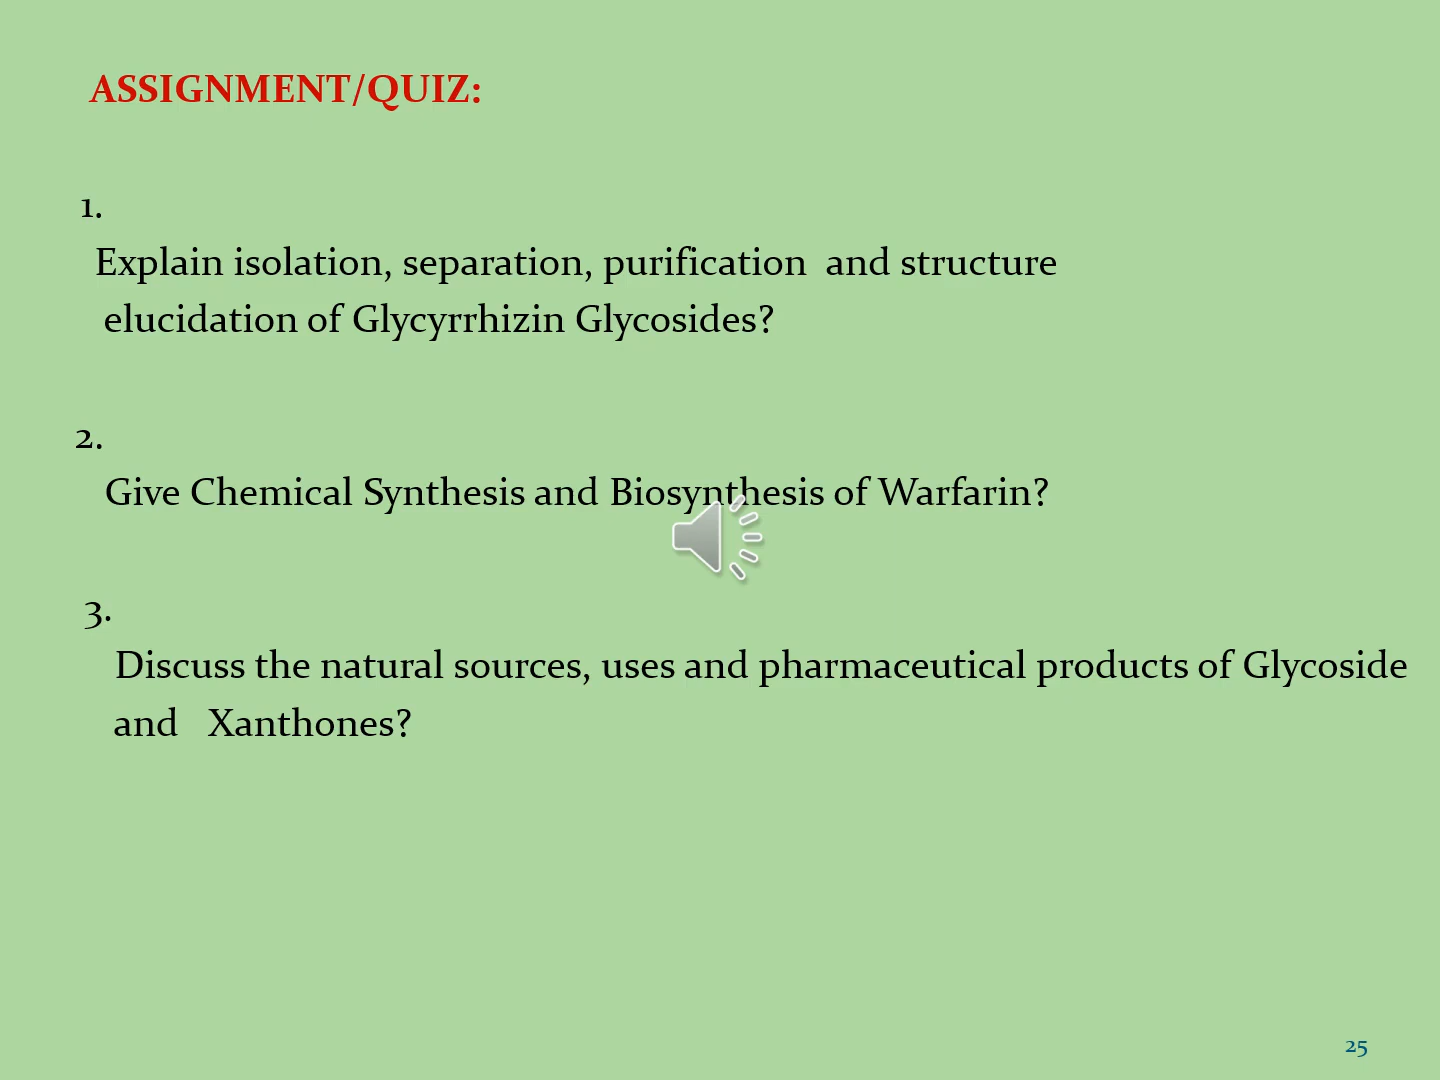 ASSIGNMENT/QUIZ:
1.
Explain isolation, separation, purification and structure
elucidation of Glycyrrhizin Glycosides?
2.
Give Chemical Synthesis and Biosynthesis of Warfarin?
3.
Discuss the natural sources, uses and pharmaceutical products of Glycoside
and Xanthones?
25